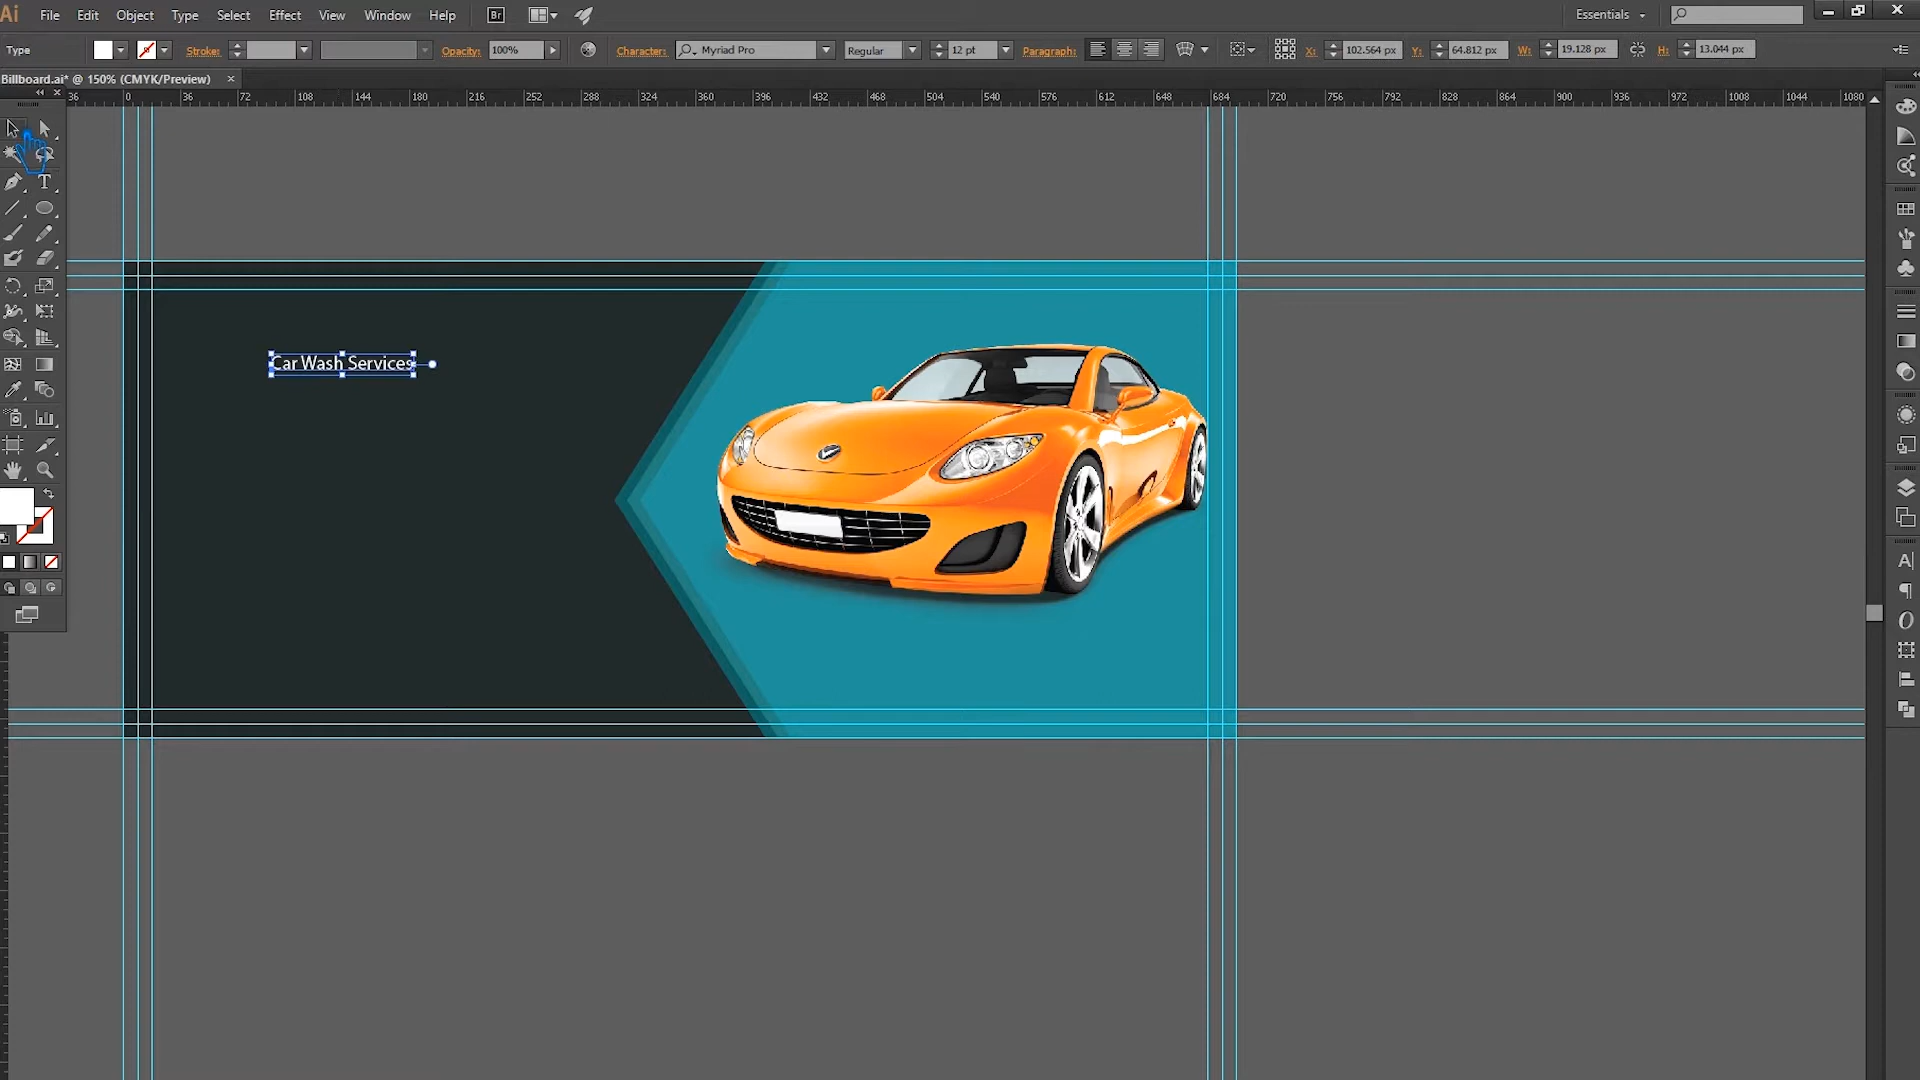 Ai File Edit Object Type Select Effect View Window Help Br Essentials
Type Stroke: Opacity: 100% Character: Myriad Pro Regular 12 pt Paragraph: X: 102.564 px Y: 64.812 px W: 19.128 px H: 13.044 px
Billboard.ai* @ 150% (CMYK/Preview) ×
36 0 36 72 108 144 180 216 252 288 324 360 396 432 468 504 540 576 612 648 684 720 756 792 828 864 900 936 972 1008 1044 1080
Car Wash Services